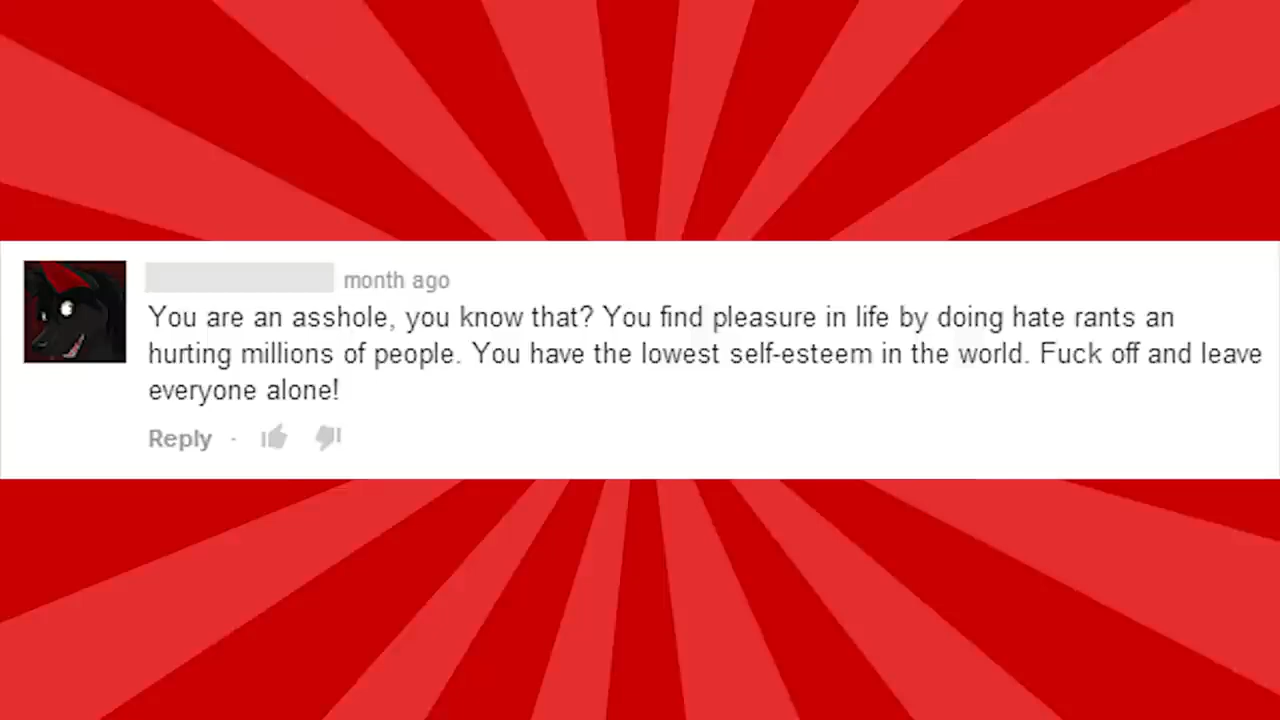 month ago
You are an asshole, you know that? You find pleasure in life by doing hate rants an
hurting millions of people. You have the lowest self-esteem in the world. Fuck off and leave
everyone alone!
Reply ·